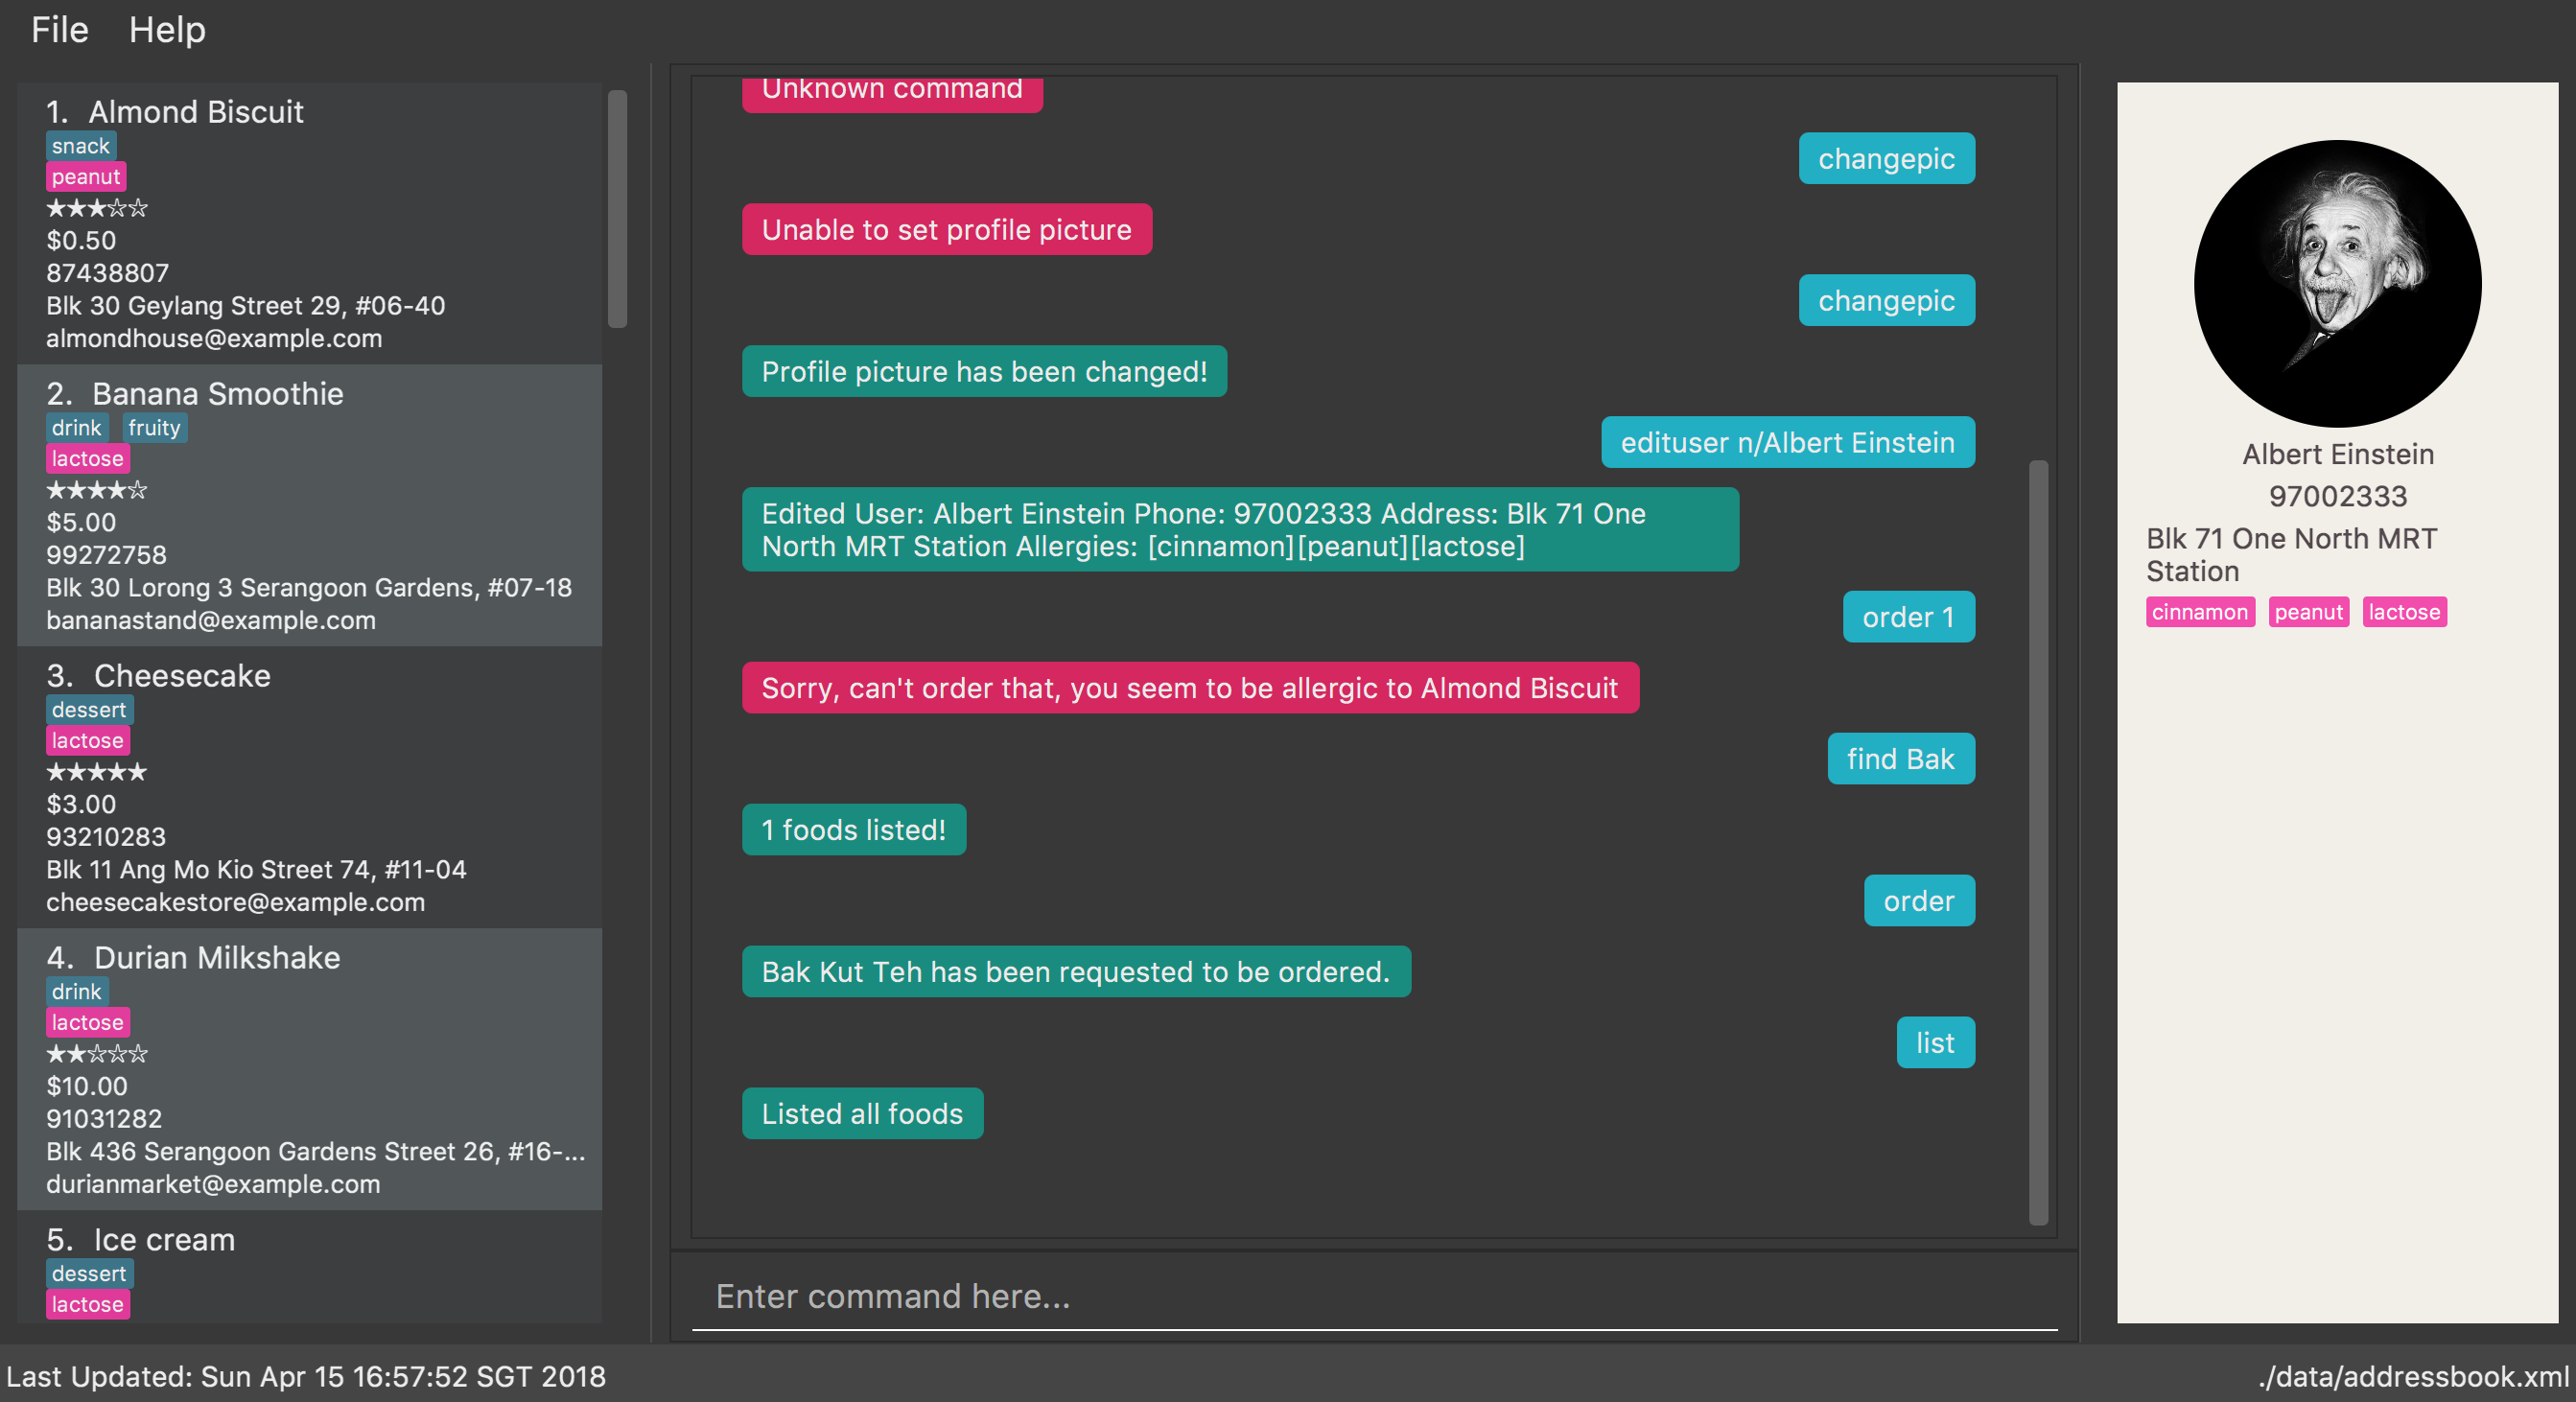 File Help
1. Almond Biscuit
snack
peanut
★★★☆☆
$0.50
87438807
Blk 30 Geylang Street 29, #06-40
almondhouse@example.com
2. Banana Smoothie
drink fruity
lactose
★★★★☆
$5.00
99272758
Blk 30 Lorong 3 Serangoon Gardens, #07-18
bananastand@example.com
3. Cheesecake
dessert
lactose
★★★★★
$3.00
93210283
Blk 11 Ang Mo Kio Street 74, #11-04
cheesecakestore@example.com
4. Durian Milkshake
drink
lactose
★★☆☆☆
$10.00
91031282
Blk 436 Serangoon Gardens Street 26, #16-...
durianmarket@example.com
5. Ice cream
dessert
lactose
Unknown command
changepic
Unable to set profile picture
changepic
Profile picture has been changed!
edituser n/Albert Einstein
Edited User: Albert Einstein Phone: 97002333 Address: Blk 71 One
North MRT Station Allergies: [cinnamon][peanut][lactose]
order 1
Sorry, can't order that, you seem to be allergic to Almond Biscuit
find Bak
1 foods listed!
order
Bak Kut Teh has been requested to be ordered.
list
Listed all foods
Enter command here...
Albert Einstein
97002333
Blk 71 One North MRT
Station
cinnamon peanut lactose
Last Updated: Sun Apr 15 16:57:52 SGT 2018
./data/addressbook.xml